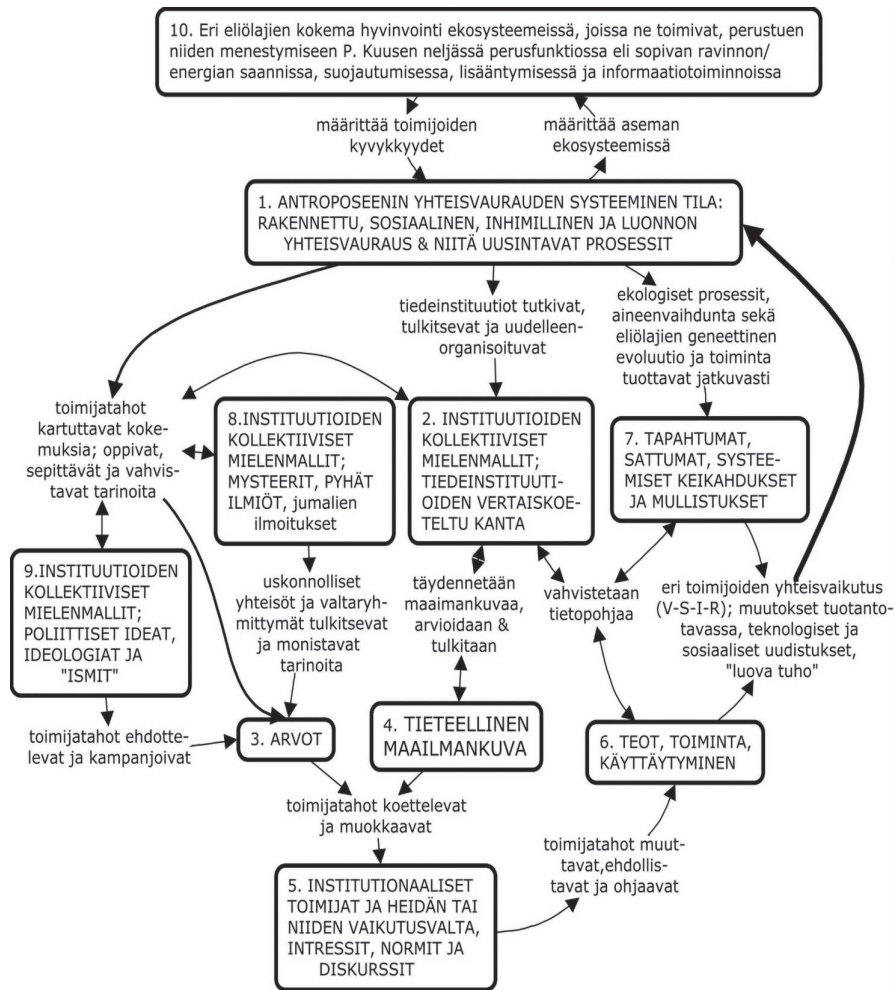 10. Eri eliölajien kokema hyvinvointi ekosysteemeissä, joissa ne toimivat, perustuen
niiden menestymiseen P. Kuusen neljässä perusfunktiossa eli sopivan ravinnon/
energian saannissa, suojautumisessa, lisääntymisessä ja informaatiotoiminnoissa
määrittää toimijoiden
kyvykkyydet
määrittää aseman
ekosysteemissä
1. ANTROPOSEENIN YHTEISVAURAUDEN SYSTEEMINEN TILA:
RAKENNETTU, SOSIAALINEN, INHIMILLINEN JA LUONNON
YHTEISVAURAUS & NIITÄ UUSINTAVAT PROSESSIT
tiedeinstituutiot tutkivat,
tulkitsevat ja uudelleen-
organisoituvat
ekologiset prosessit,
aineenvaihdunta sekä
eliölajien geneettinen
evoluutio ja toiminta
tuottavat jatkuvasti
toimijatahot
kartuttavat koke-
muksia; oppivat,
sepittävät ja vahvis-
tavat tarinoita
8.INSTITUUTIOIDEN
KOLLEKTIIVISET
MIELENMALLIT;
MYSTEERIT, PYHÄT
ILMIÖT, jumalien
ilmoitukset
2. INSTITUUTIOIDEN
KOLLEKTIIVISET
MIELENMALLIT;
TIEDEINSTITUUTI-
OIDEN VERTAISKOE-
TELTU KANTA
7. TAPAHTUMAT,
SATTUMAT, SYSTEE-
MISET KEIKAHDUKSET
JA MULLISTUKSET
9.INSTITUUTIOIDEN
KOLLEKTIIVISET
MIELENMALLIT;
POLIITTISET IDEAT,
IDEOLOGIAT JA
"ISMIT"
uskonnolliset
yhteisöt ja valtaryh-
mittymät tulkitsevat
ja monistavat
tarinoita
täydennetään
maaimankuvaa,
arvioidaan &
tulkitaan
vahvistetaan
tietopohjaa
eri toimijoiden yhteisvaikutus
(V-S-I-R); muutokset tuotanto-
tavassa, teknologiset ja
sosiaaliset uudistukset,
"luova tuho"
toimijatahot ehdotte-
levat ja kampanjoivat
3. ARVOT
4. TIETEELLINEN
MAAILMANKUVA
6. TEOT, TOIMINTA,
KÄYTTÄYTYMINEN
toimijatahot koettelevat
ja muokkaavat
toimijatahot muut-
tavat,ehdollis-
tavat ja ohjaavat
5. INSTITUTIONAALISET
TOIMIJAT JA HEIDÄN TAI
NIIDEN VAIKUTUSVALTA,
INTRESSIT, NORMIT JA
DISKURSSIT